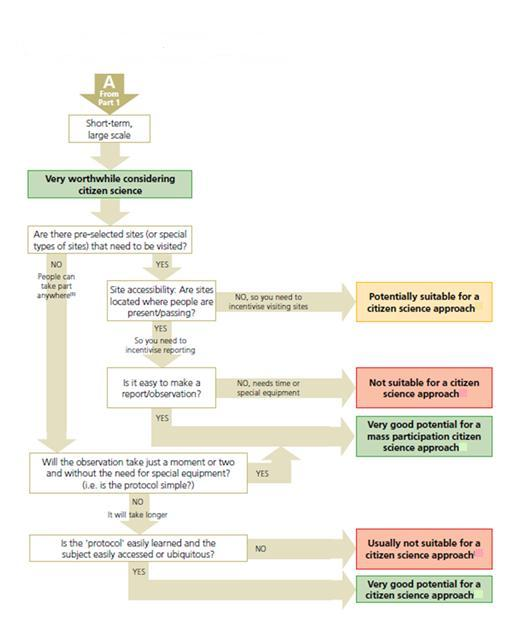 A
From
Part 1
Short-term,
large scale
Very worthwhile considering
citizen science
Are there pre-selected sites (or special
types of sites) that need to be visited?
NO
People can
take part
anywhere
YES
Site accessibility: Are sites
located where people are
present/passing?
NO, so you need to
incentivise visiting sites
Potentially suitable for a
citizen science approach
YES
So you need to
incentivise reporting
Is it easy to make a
report/observation?
NO, needs time or
special equipment
Not suitable for a citizen
science approach
YES
Very good potential for a
mass participation citizen
science approach
Will the observation take just a moment or two
and without the need for special equipment?
(i.e. is the protocol simple?)
YES
NO
It will take longer
Is the 'protocol' easily learned and the
subject easily accessed or ubiquitous?
NO
Usually not suitable for a
citizen science approach
YES
Very good potential for a
citizen science approach